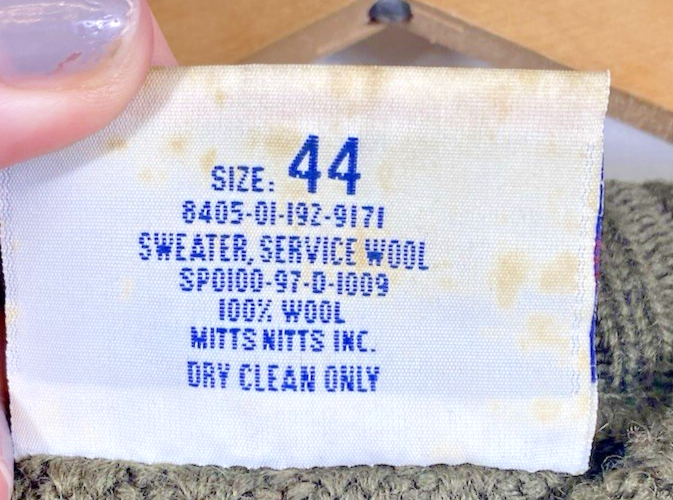 SIZE: 44
8405-01-192-9171
SWEATER, SERVICE WOOL
SP0100-97-D-1009
100% WOOL
MITTS NITTS INC.
DRY CLEAN ONLY